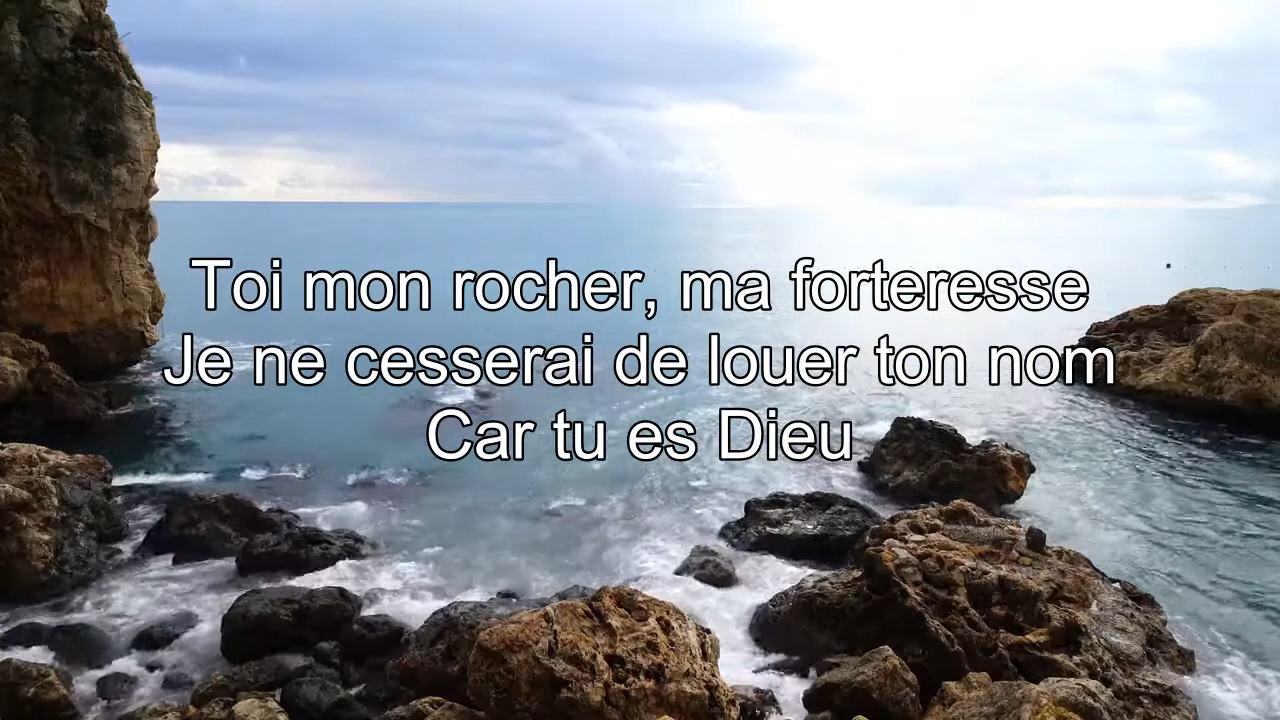 Toi mon rocher, ma forteresse
Je ne cesserai de louer ton nom
Car tu es Dieu